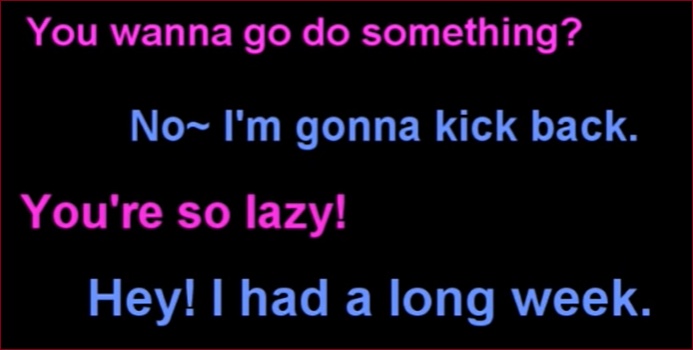 You wanna go do something?
No~ I'm gonna kick back.
You're so lazy!
Hey! I had a long week.